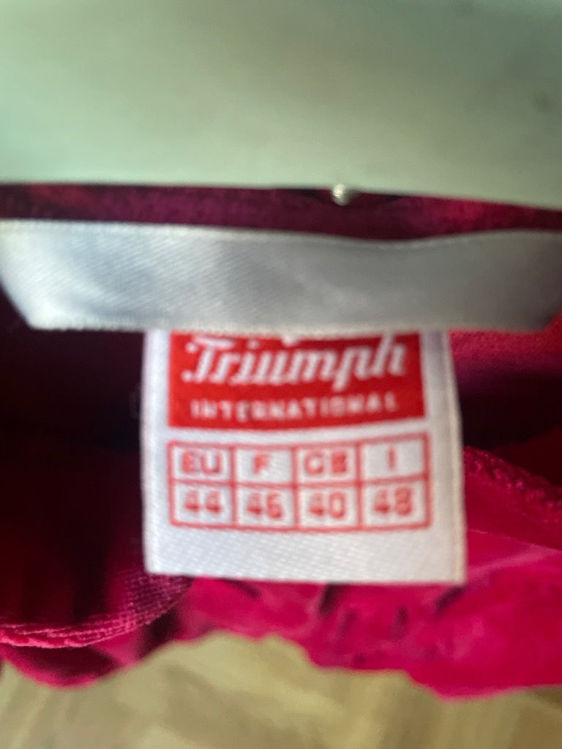 Triumph
INTERNATIONAL
EU F GB I
44 46 40 48